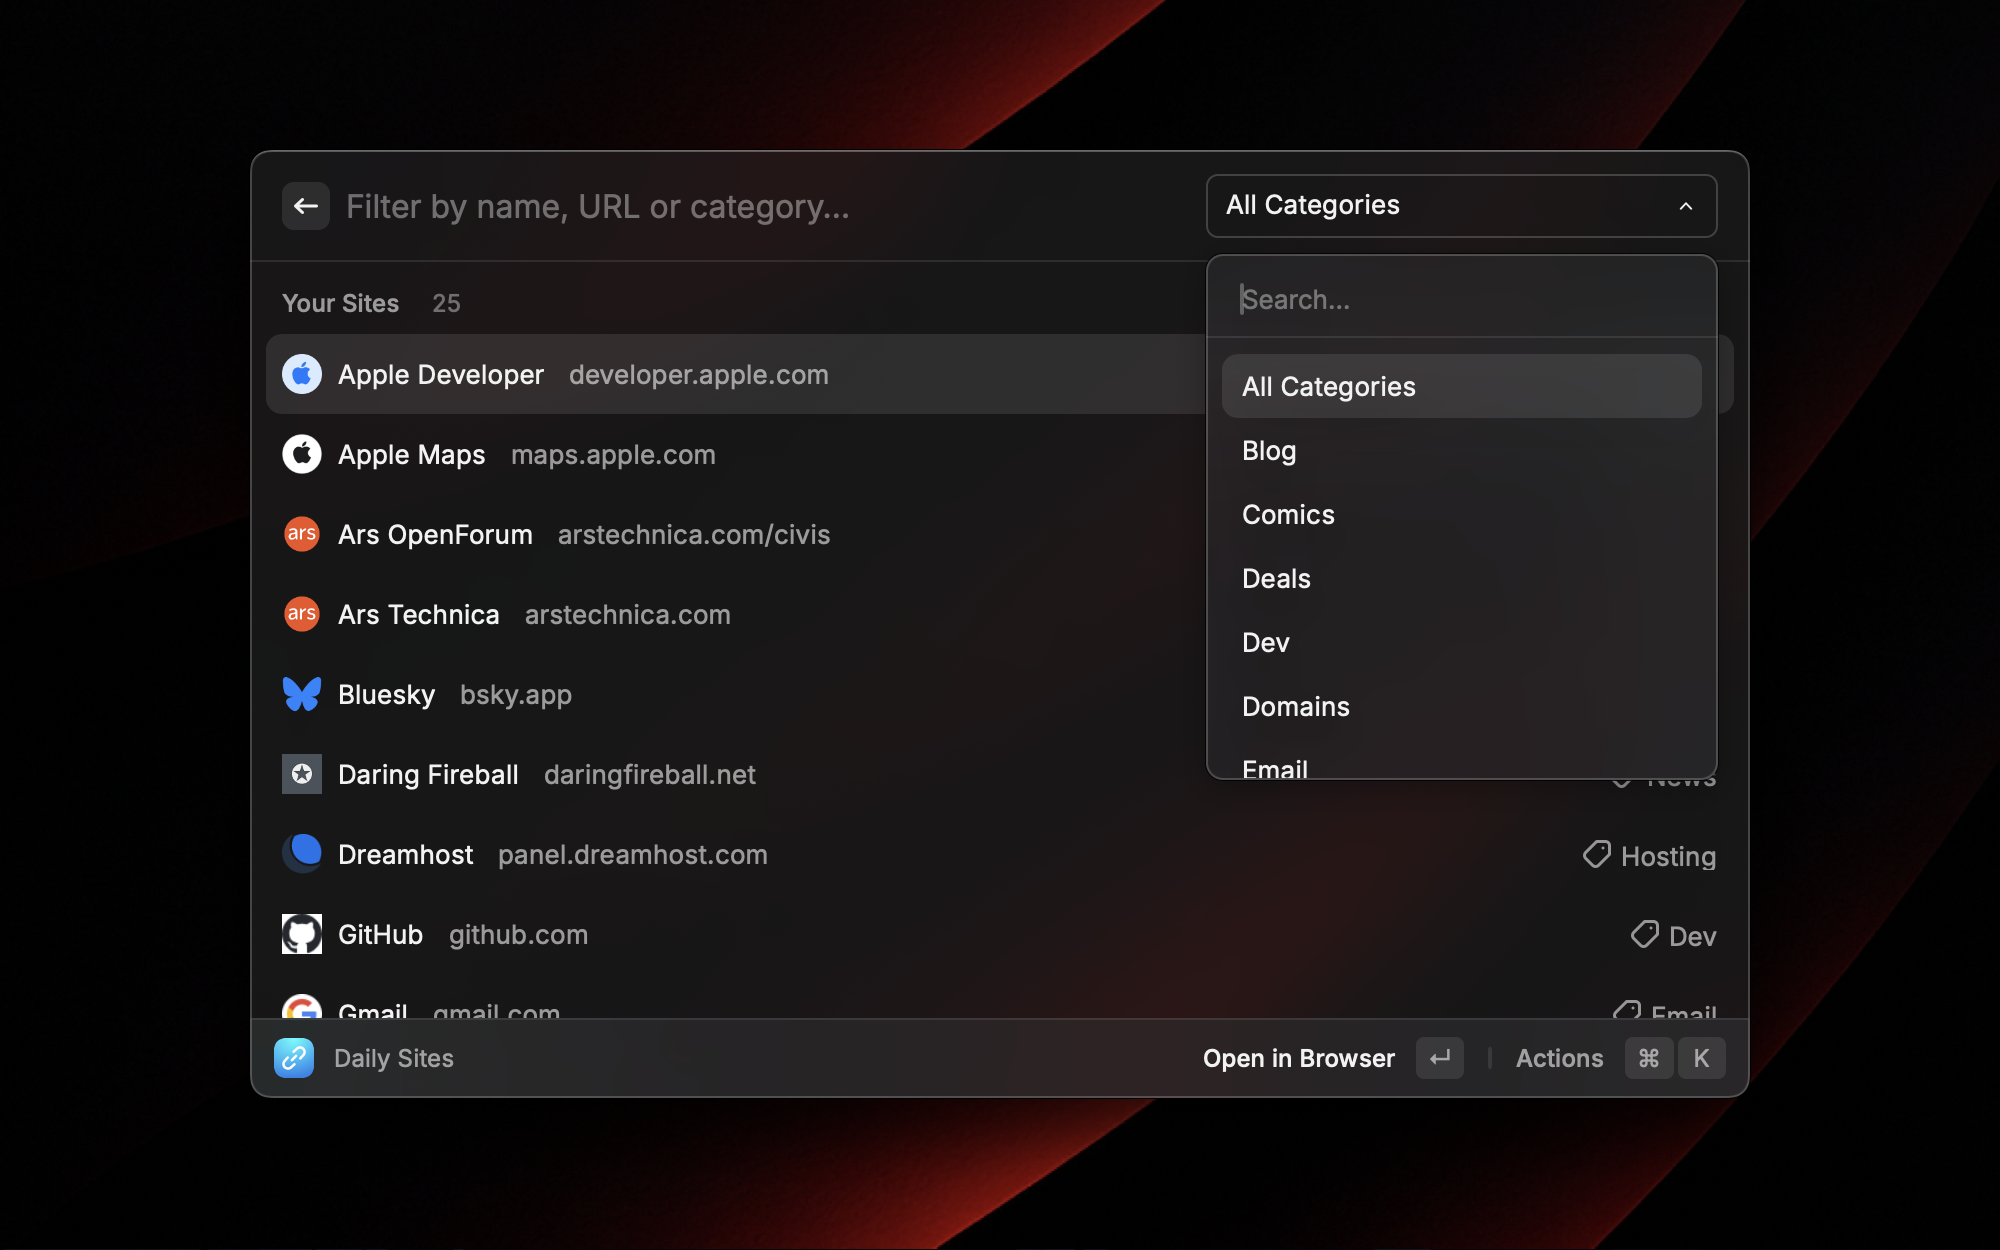 Filter by name, URL or category...
All Categories
Your Sites 25
Search...
All Categories
Blog
Comics
Deals
Dev
Domains
Email
Apple Developer developer.apple.com
Apple Maps maps.apple.com
ars Ars OpenForum arstechnica.com/civis
ars Ars Technica arstechnica.com
Bluesky bsky.app
Daring Fireball daringfireball.net News
Dreamhost panel.dreamhost.com Hosting
GitHub github.com Dev
Gmail gmail.com Email
Daily Sites Open in Browser ↵ Actions ⌘ K